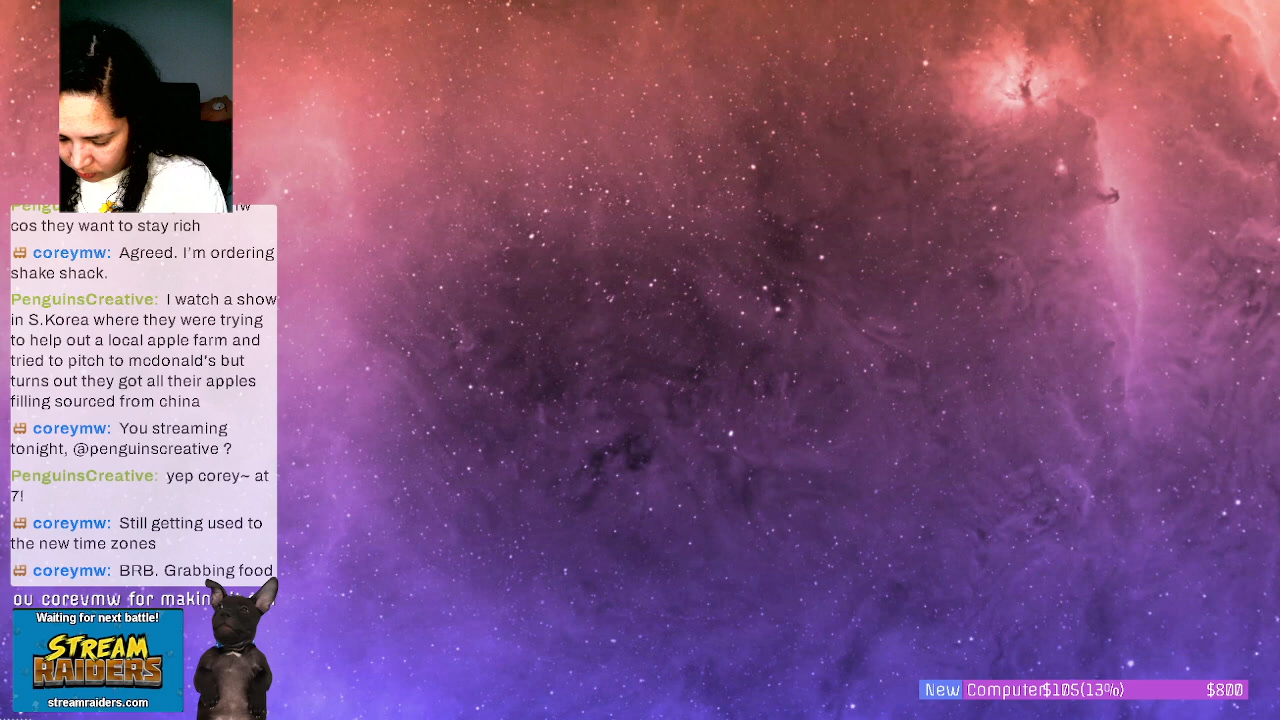 cos they want to stay rich
coreymw: Agreed. I'm ordering
shake shack.
PenguinsCreative: I watch a show
in S.Korea where they were trying
to help out a local apple farm and
tried to pitch to mcdonald's but
turns out they got all their apples
filling sourced from china
coreymw: You streaming
tonight, @penguinscreative ?
PenguinsCreative: yep corey~ at
7!
coreymw: Still getting used to
the new time zones
coreymw: BRB. Grabbing food
ou coreymw for makin
Waiting for next battle!
STREAM
RAIDERS
streamraiders.com
New Computer $105(13%) $800